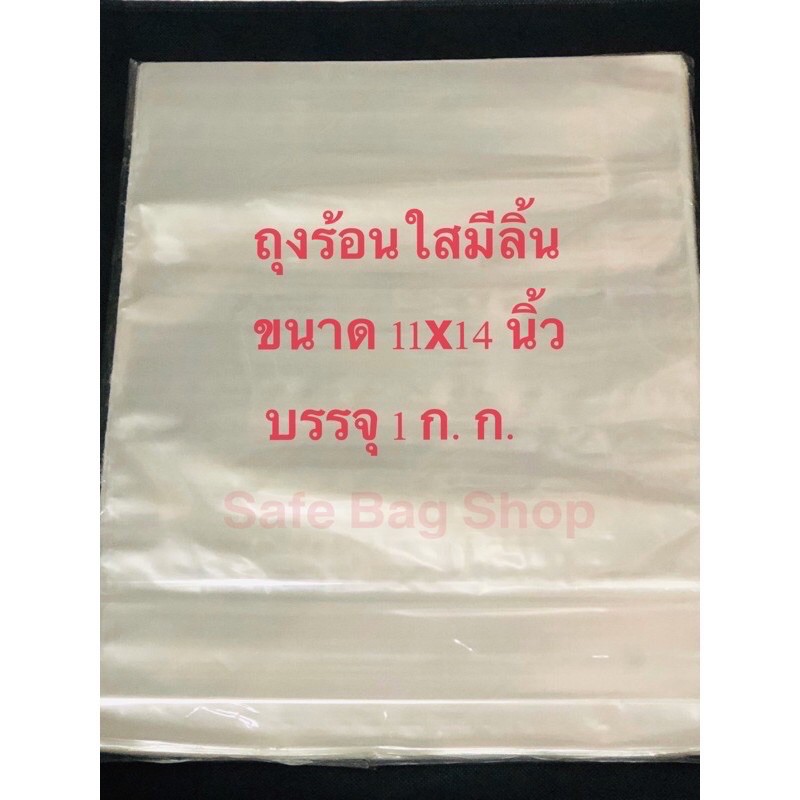 ถุงร้อนใสมีลิ้น
ขนาด 11x14 นิ้ว
บรรจุ 1 ก. ก.
Safe Bag Shop